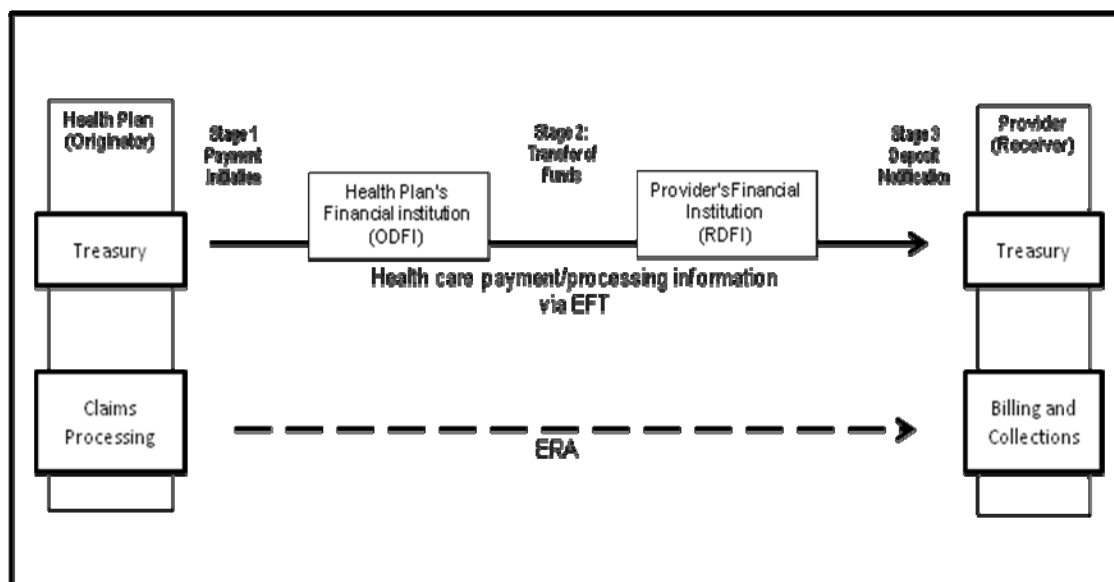 Health Plan
(Originator)
Stage 1
Payment
Initiation
Stage 2:
Transfer of
Funds
Stage 3
Deposit
Notification
Provider
(Receiver)
Health Plan's
Financial institution
(ODFI)
Provider's Financial
Institution
(RDFI)
Treasury
Treasury
Health care payment/processing information
via EFT
Claims
Processing
ERA
Billing and
Collections